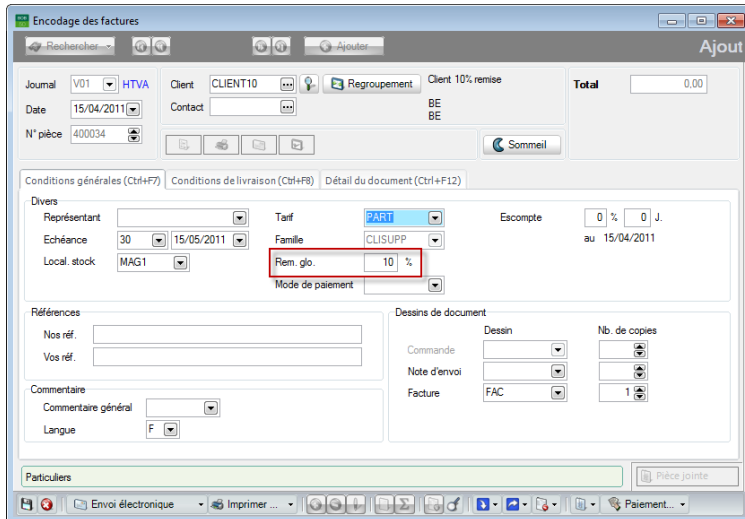 Encodage des factures
Rechercher Ajouter Ajout
Journal V01 HTVA Client CLIENT10 ... Regroupement Client 10% remise Total 0,00
Date 15/04/2011 Contact ... BE
BE
N° pièce 400034 Sommeil
Conditions générales (Ctrl+F7) Conditions de livraison (Ctrl+F8) Détail du document (Ctrl+F12)
Divers
Représentant Tarif PART Escompte 0 % 0 J.
Echéance 30 15/05/2011 Famille CLISUPP au 15/04/2011
Local. stock MAG1 Rem. glo. 10 %
Mode de paiement
Références Dessins de document
Dessin Nb. de copies
Nos réf. Commande
Vos réf. Note d'envoi
Commentaire Facture FAC 1
Commentaire général
Langue F
Particuliers Pièce jointe
Envoi électronique Imprimer ... Σ Paiement...